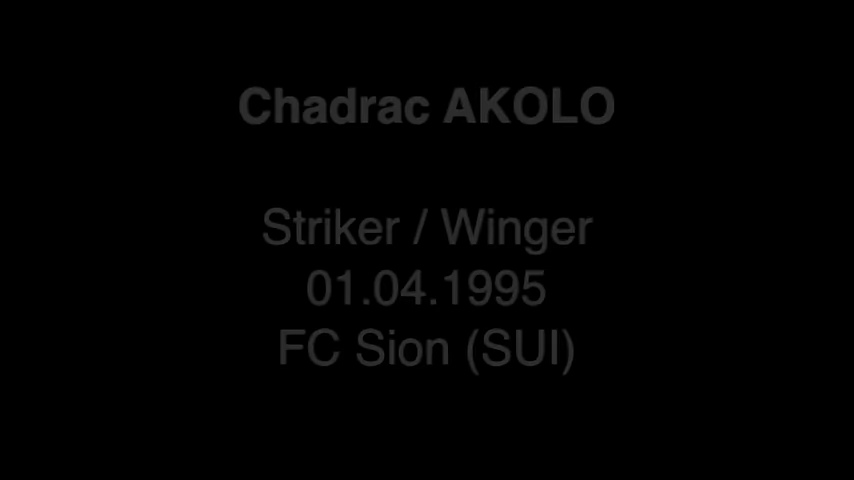 Chadrac AKOLO
Striker / Winger
01.04.1995
FC Sion (SUI)